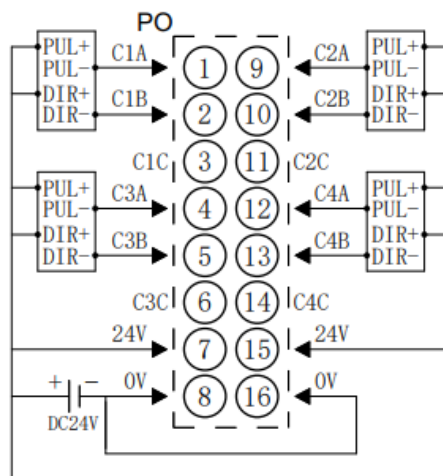 PO
PUL+ C1A 1 9 C2A PUL+
PUL- PUL-
DIR+ C1B 2 10 C2B DIR+
DIR- DIR-
C1C 3 11 C2C
PUL+ C3A 4 12 C4A PUL+
PUL- PUL-
DIR+ C3B 5 13 C4B DIR+
DIR- DIR-
C3C 6 14 C4C
24V 7 15 24V
+ - 0V 8 16 0V
DC24V